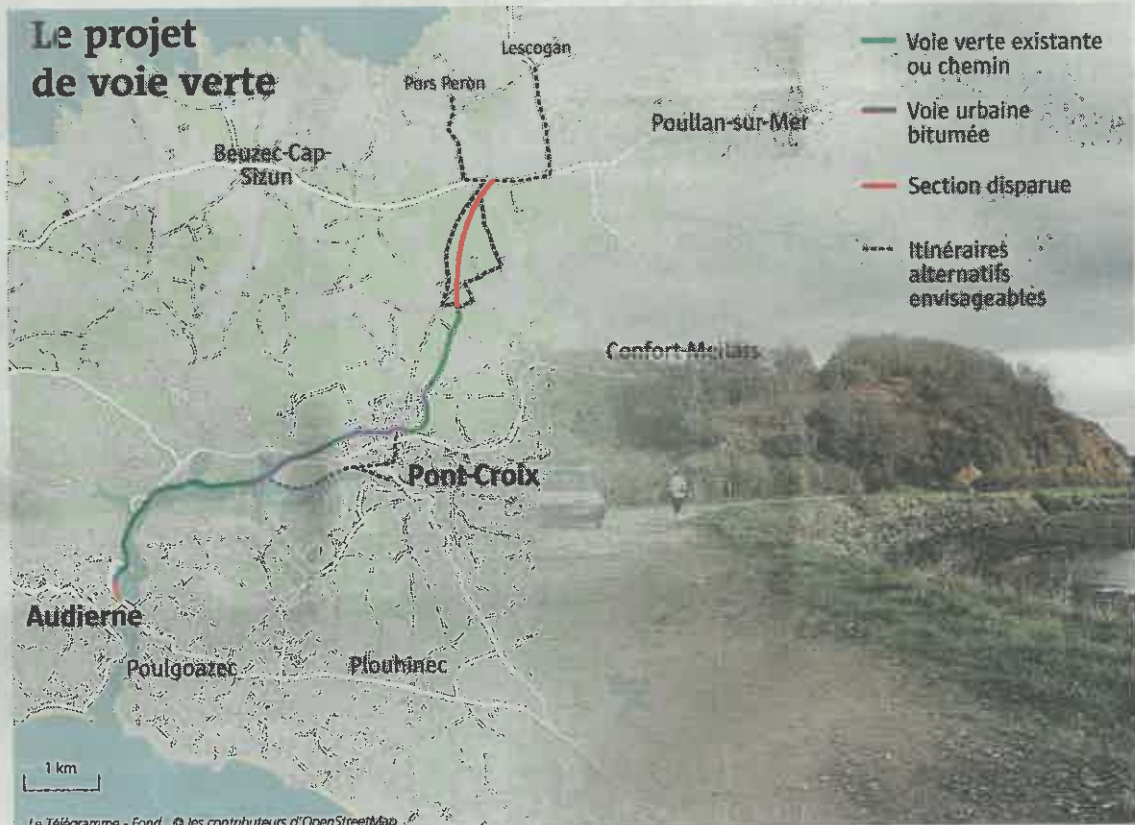 Le projet
de voie verte
Lescogan
Pors Peron
Poullan-sur-Mer
Beuzec-Cap-
Sizun
Voie verte existante
ou chemin
Voie urbaine
bitumée
Section disparue
Itinéraires
alternatifs
envisageables
Confort-Meilars
Pont-Croix
Audierne
Poulgoazec
Plouhinec
1 km
Le Télégramme - Fond © les contributeurs d'OpenStreetMap